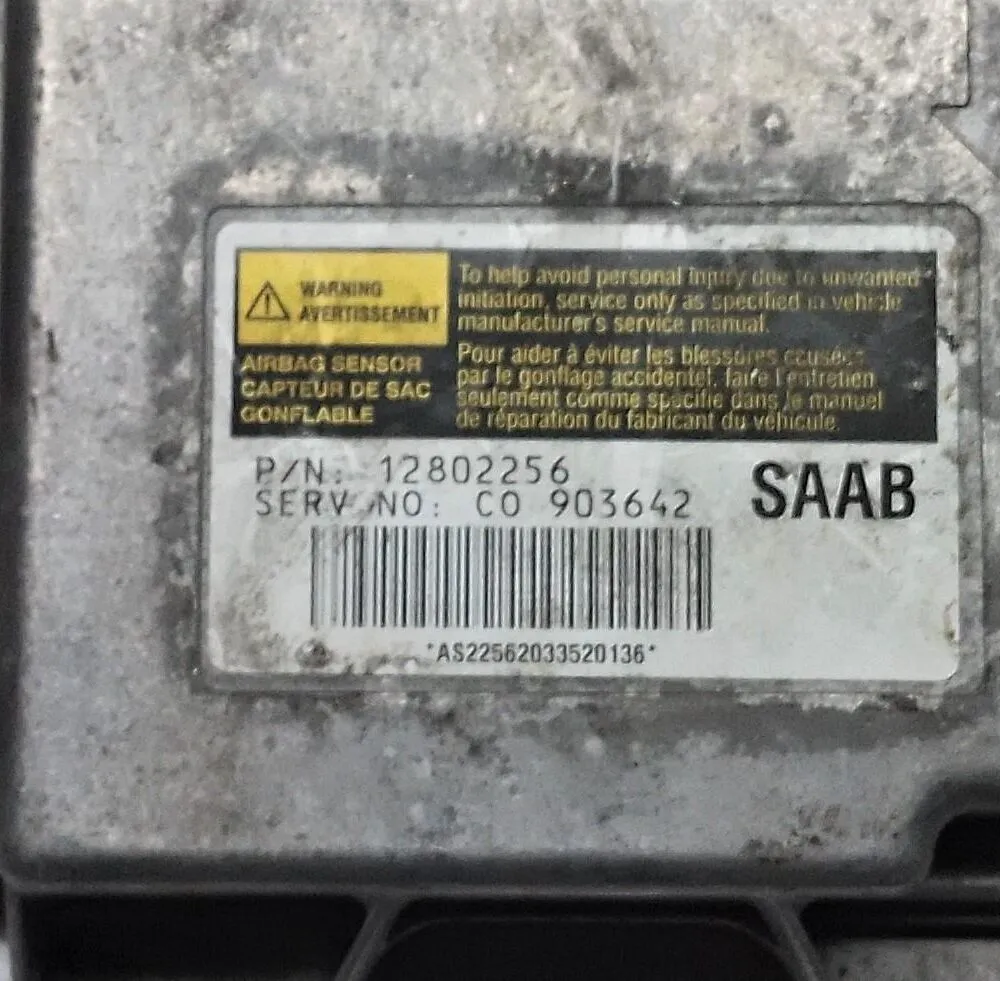 WARNING
AVERTISSEMENT
AIRBAG SENSOR
CAPTEUR DE SAC
GONFLABLE
To help avoid personal injury due to unwanted
initiation, service only as specified in vehicle
manufacturer's service manual.
Pour aider à éviter les blessures causées
par le gonflage accidentel, faire l'entretien
seulement comme spécifié dans le manuel
de réparation du fabricant du véhicule.
P/N: 12802256
SERV NO: CO 903642
SAAB
*AS22562033520136*